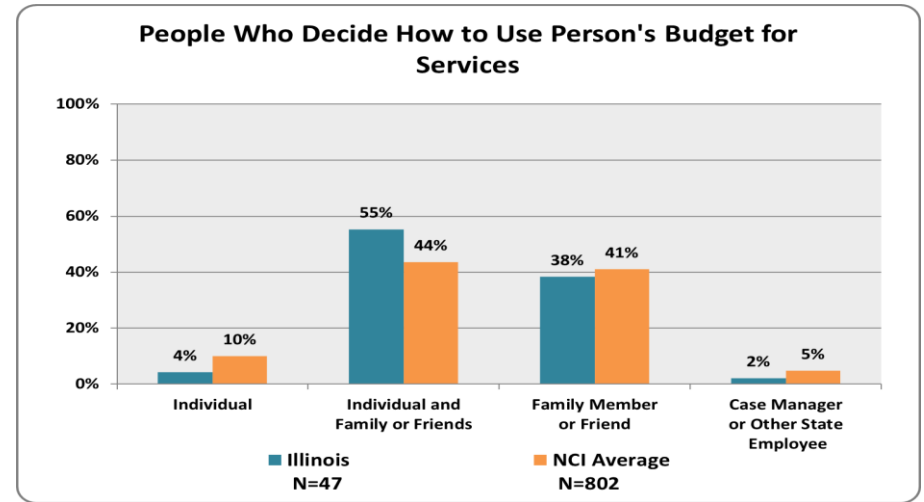 People Who Decide How to Use Person's Budget for
Services
100%
80%
60%
40%
20%
0%
4%
10%
55%
44%
38%
41%
2%
5%
Individual
Individual and
Family or Friends
Family Member
or Friend
Case Manager
or Other State
Employee
Illinois
N=47
NCI Average
N=802